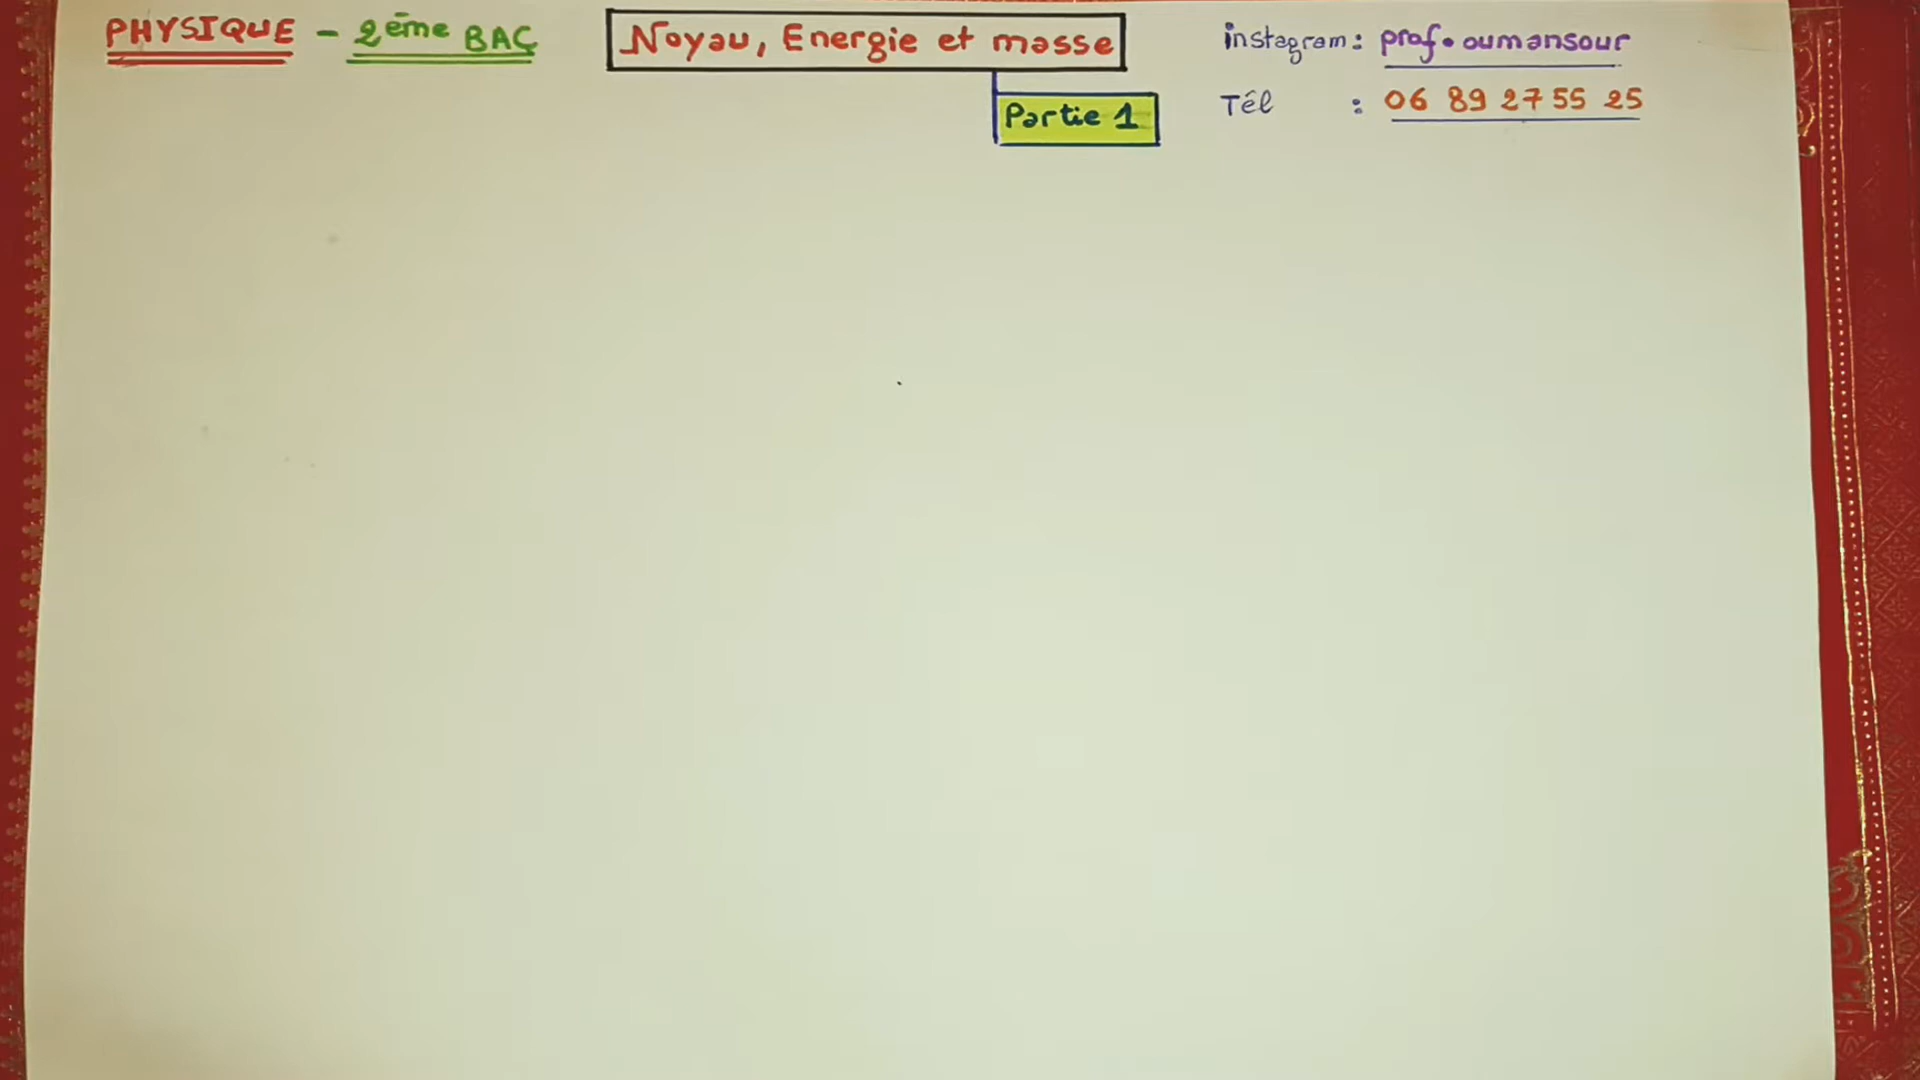 PHYSIQUE - 2ème BAC
Noyau, Energie et masse
Partie 1
instagram: prof.oumansour
Tél : 06 89 27 55 25